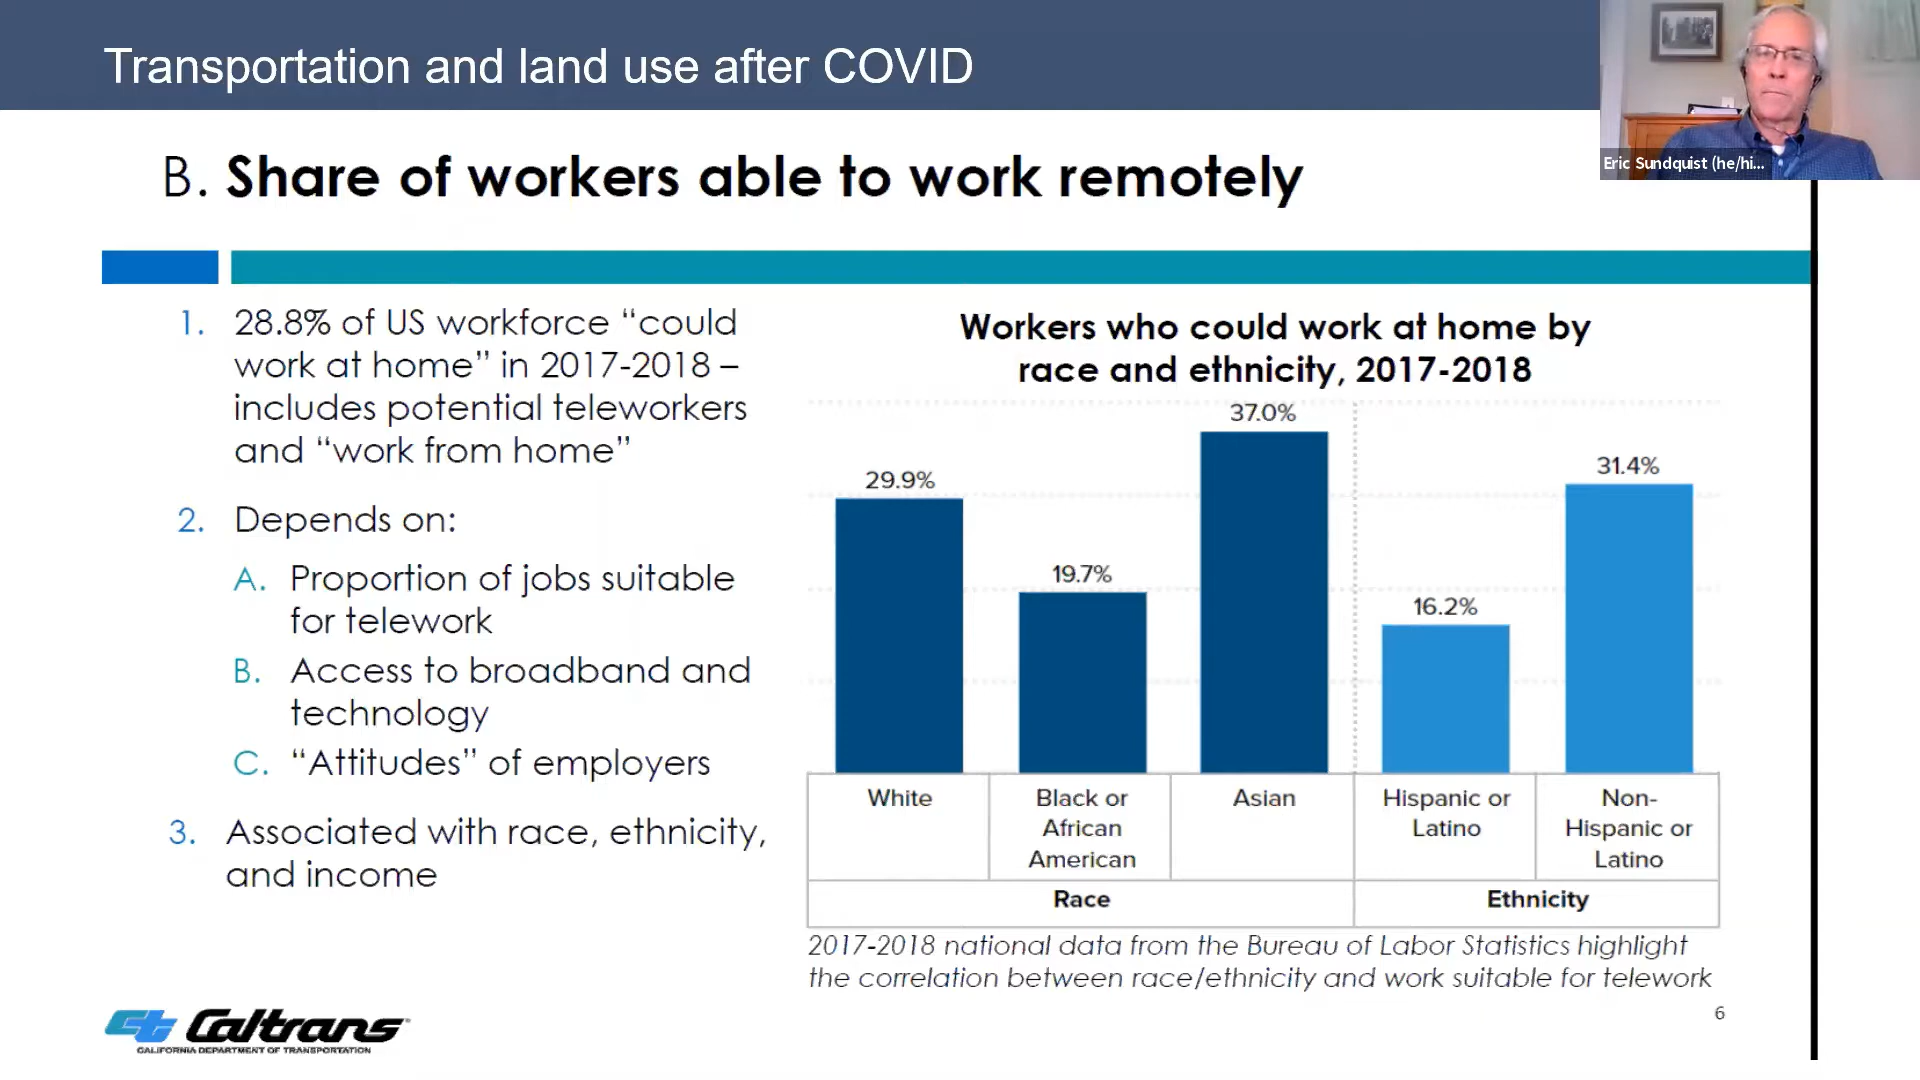 Transportation and land use after COVID
Eric Sundquist (he/hi...
B. Share of workers able to work remotely
1. 28.8% of US workforce “could
work at home” in 2017-2018 –
includes potential teleworkers
and “work from home”
2. Depends on:
A. Proportion of jobs suitable
for telework
B. Access to broadband and
technology
C. “Attitudes” of employers
3. Associated with race, ethnicity,
and income
Workers who could work at home by
race and ethnicity, 2017-2018
29.9%
19.7%
37.0%
16.2%
31.4%
White
Black or
African
American
Asian
Hispanic or
Latino
Non-
Hispanic or
Latino
Race
Ethnicity
2017-2018 national data from the Bureau of Labor Statistics highlight
the correlation between race/ethnicity and work suitable for telework
ct Caltrans
CALIFORNIA DEPARTMENT OF TRANSPORTATION
6